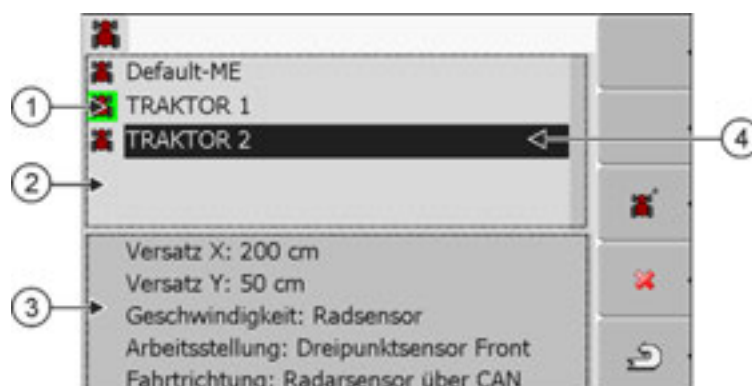 Default-ME
1
TRAKTOR 1
TRAKTOR 2
4
2
Versatz X: 200 cm
Versatz Y: 50 cm
3
Geschwindigkeit: Radsensor
Arbeitsstellung: Dreipunktsensor Front
Fahrtrichtung: Radarsensor über CAN